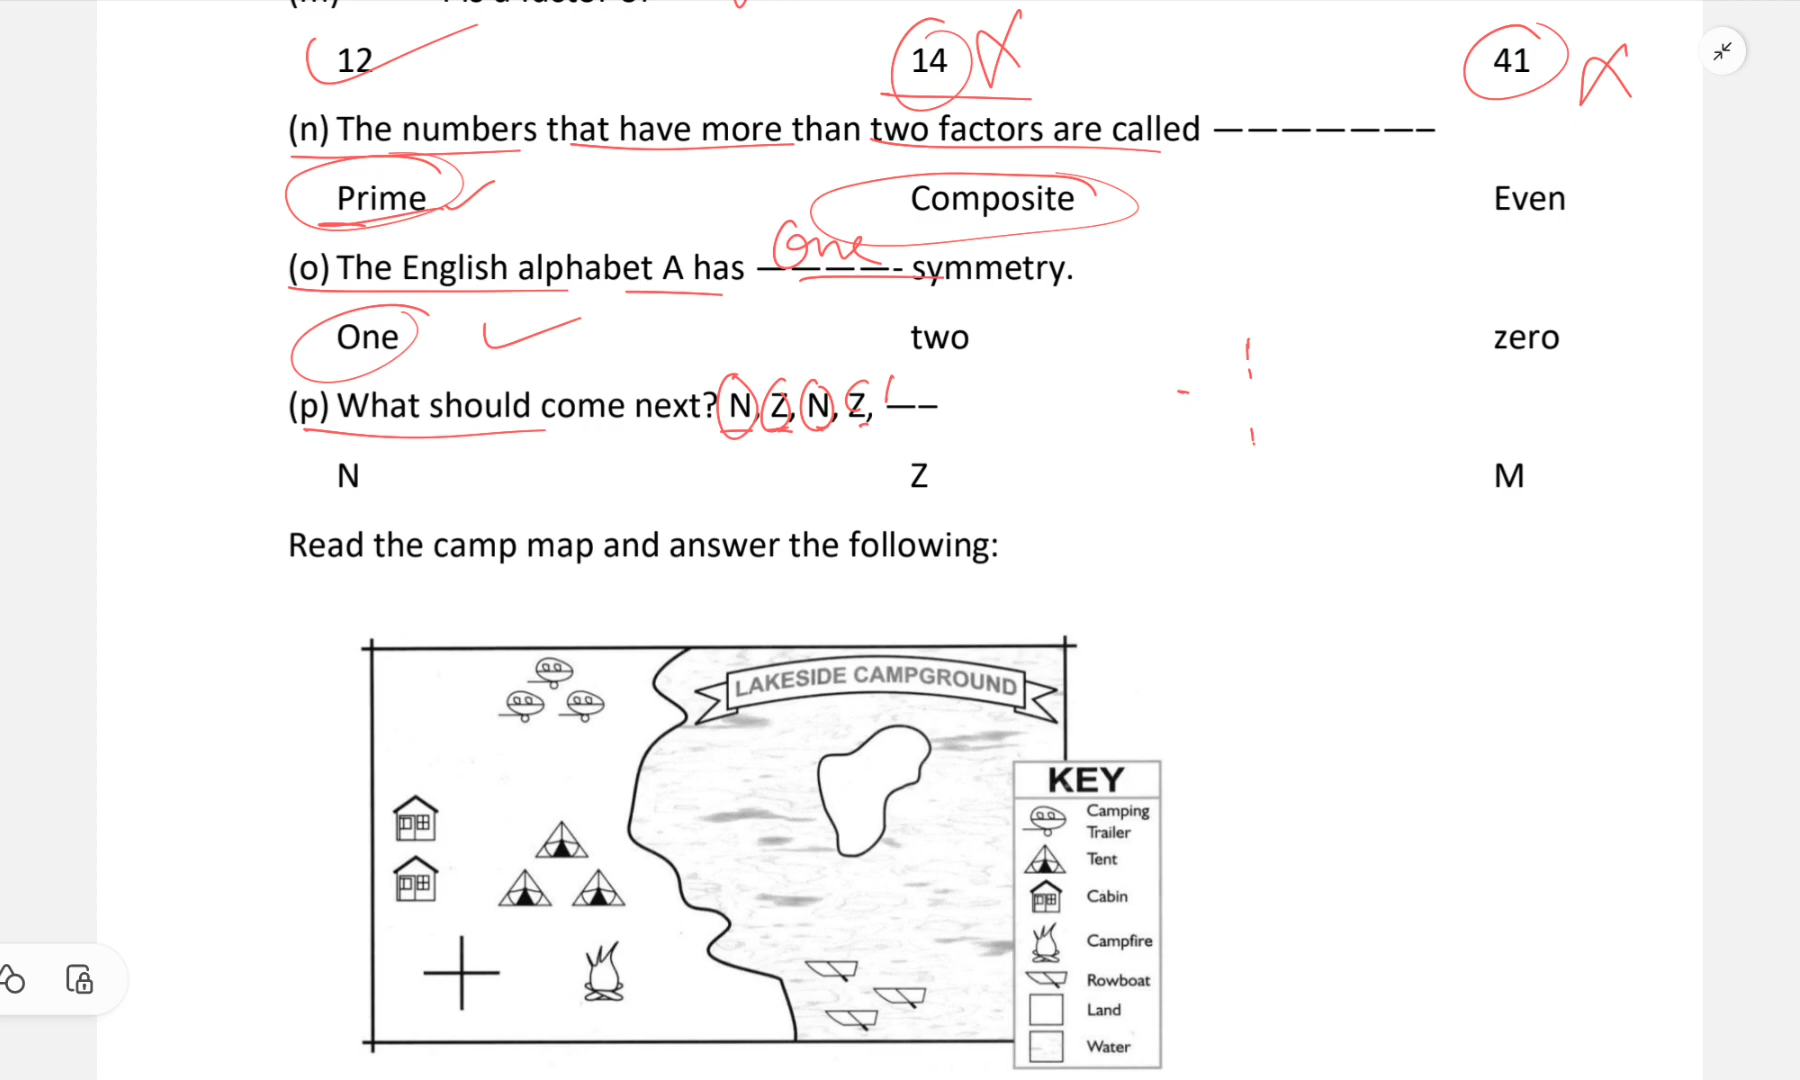 12 14 41
(n) The numbers that have more than two factors are called −−−−−−−
Prime Composite Even
One
(o) The English alphabet A has −−−−- symmetry.
One two zero
(p) What should come next? N, Z, N, Z, −−
N Z M
Read the camp map and answer the following:
LAKESIDE CAMPGROUND
KEY
Camping
Trailer
Tent
Cabin
Campfire
Rowboat
Land
Water